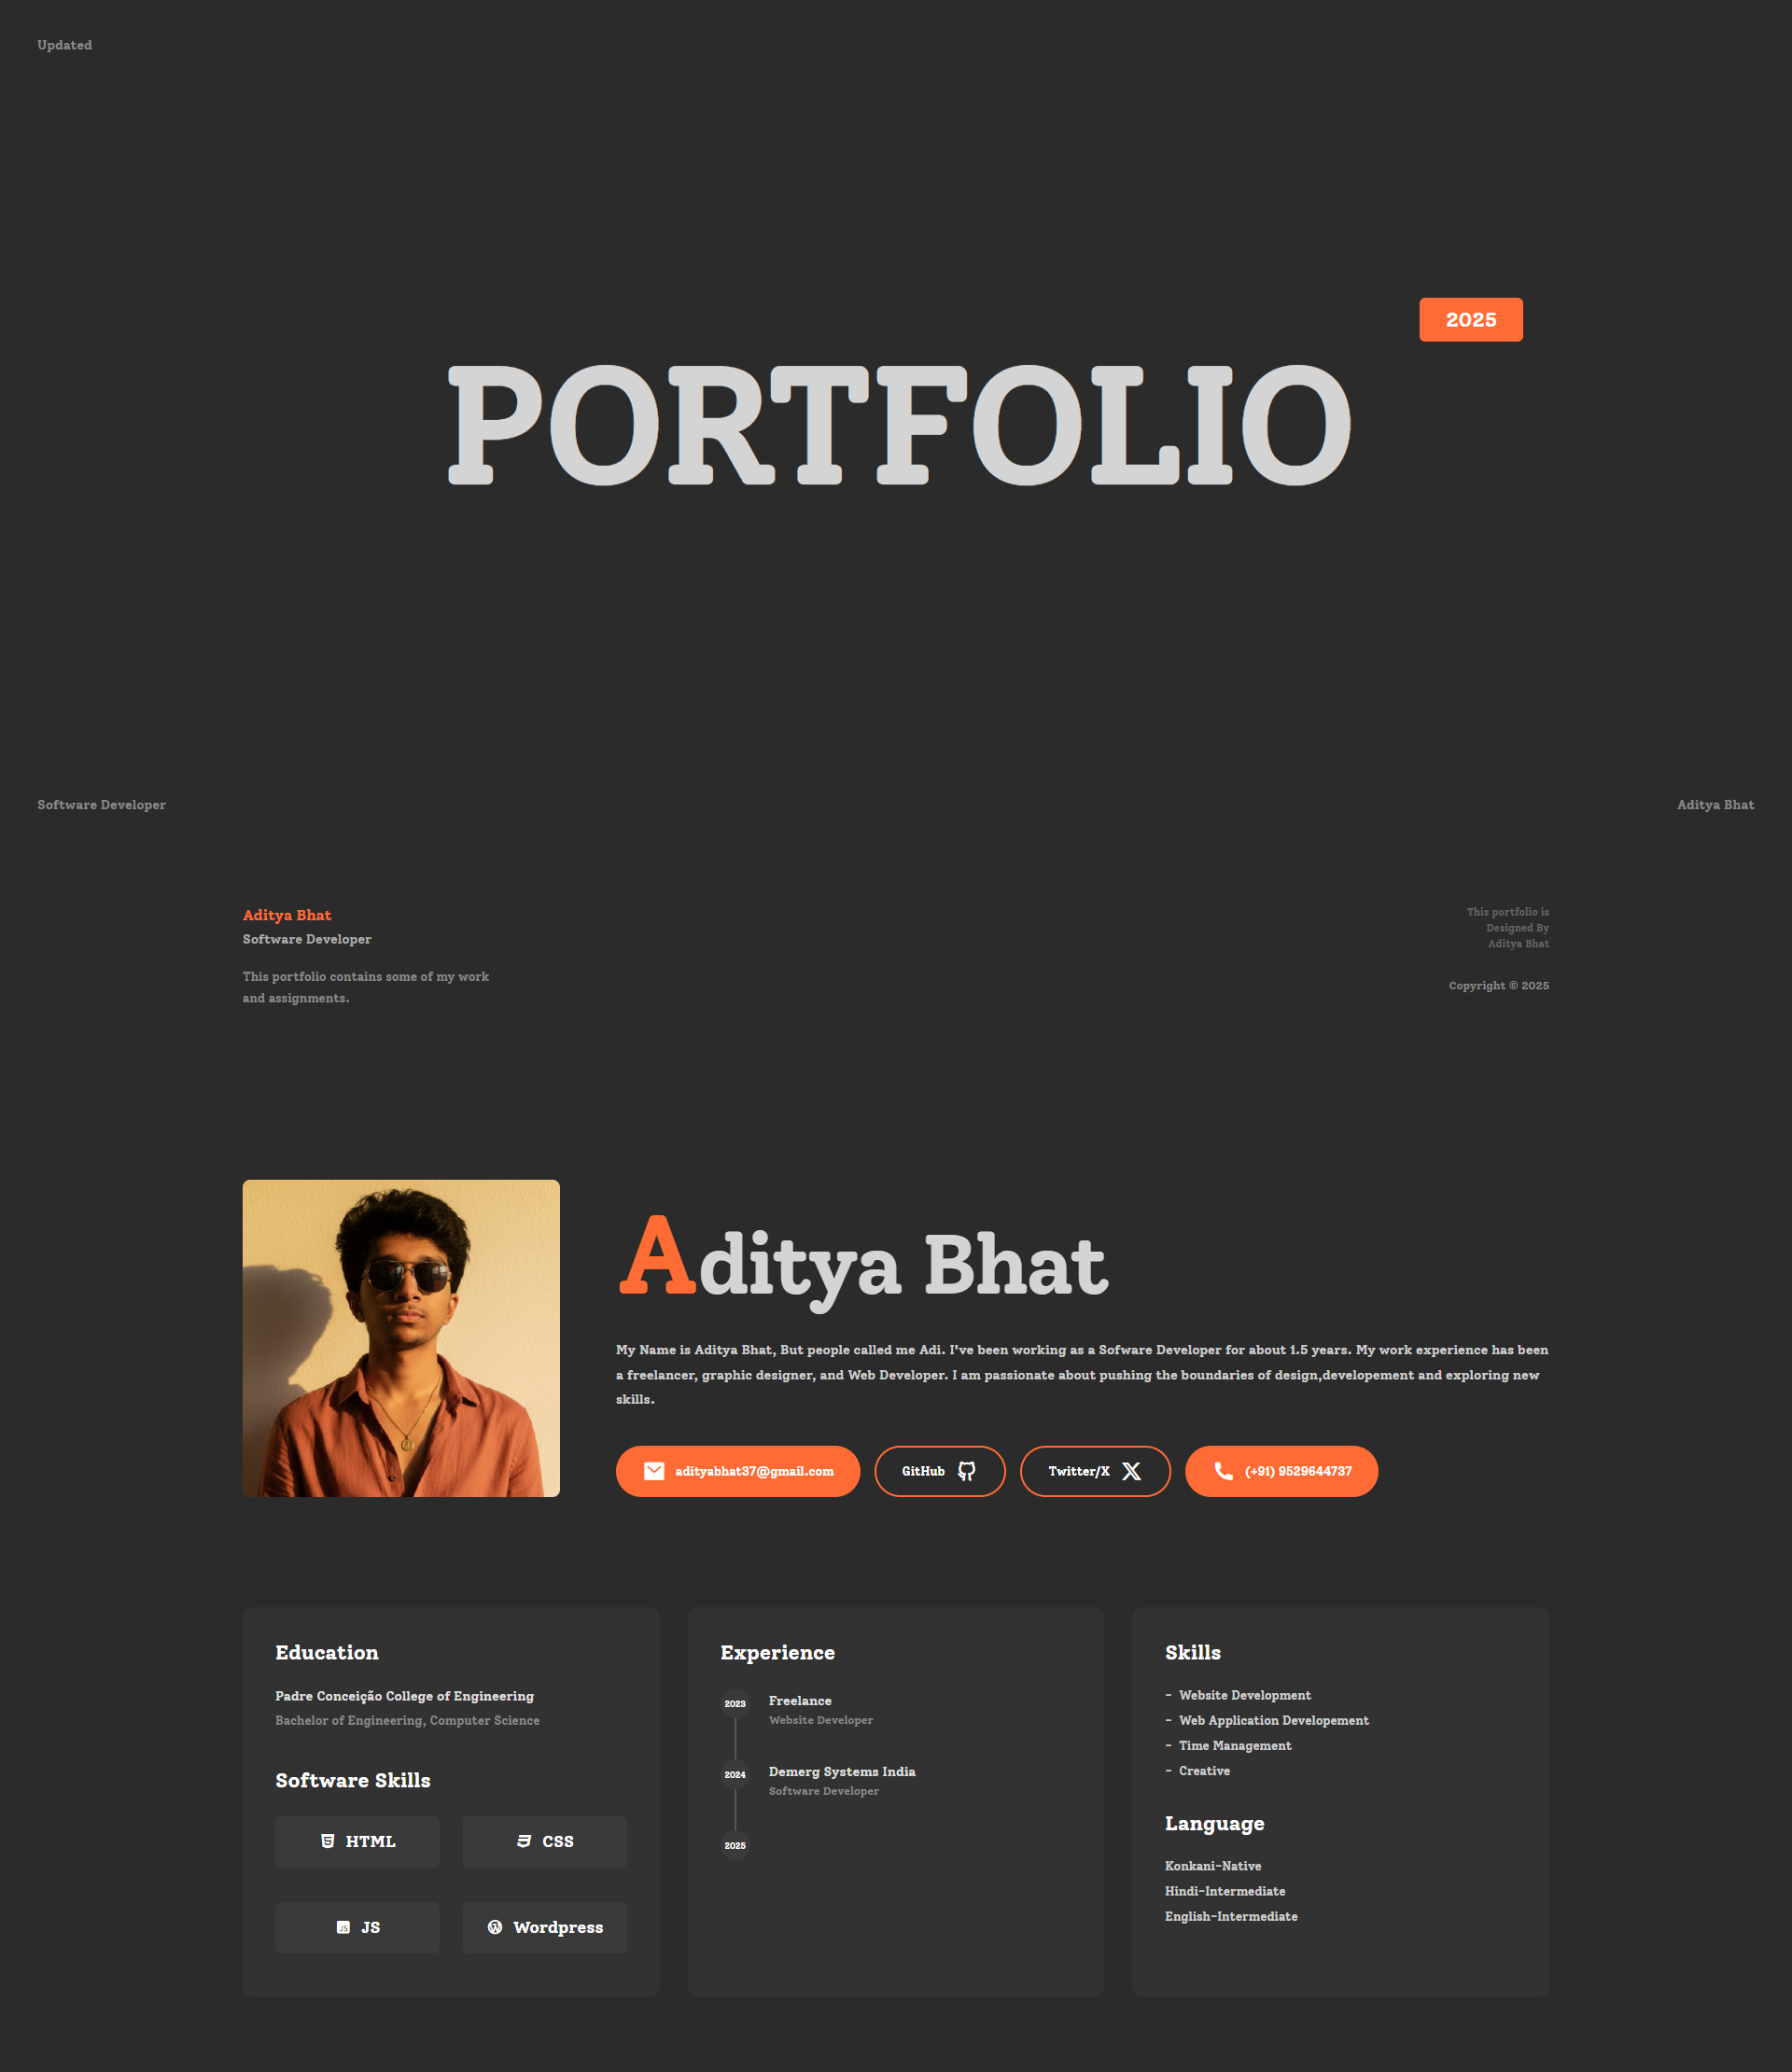 Updated
2025
PORTFOLIO
Software Developer
Aditya Bhat
Aditya Bhat
Software Developer
This portfolio contains some of my work
and assignments.
This portfolio is
Designed By
Aditya Bhat
Copyright © 2025
Aditya Bhat
My Name is Aditya Bhat, But people called me Adi. I've been working as a Sofware Developer for about 1.5 years. My work experience has been
a freelancer, graphic designer, and Web Developer. I am passionate about pushing the boundaries of design,developement and exploring new
skills.
adityabhat37@gmail.com
GitHub
Twitter/X
(+91) 9529644737
Education
Padre Conceição College of Engineering
Bachelor of Engineering, Computer Science
Software Skills
HTML
CSS
JS
JS
Wordpress
Experience
2023
Freelance
Website Developer
2024
Demerg Systems India
Software Developer
2025
Skills
- Website Development
- Web Application Developement
- Time Management
- Creative
Language
Konkani-Native
Hindi-Intermediate
English-Intermediate